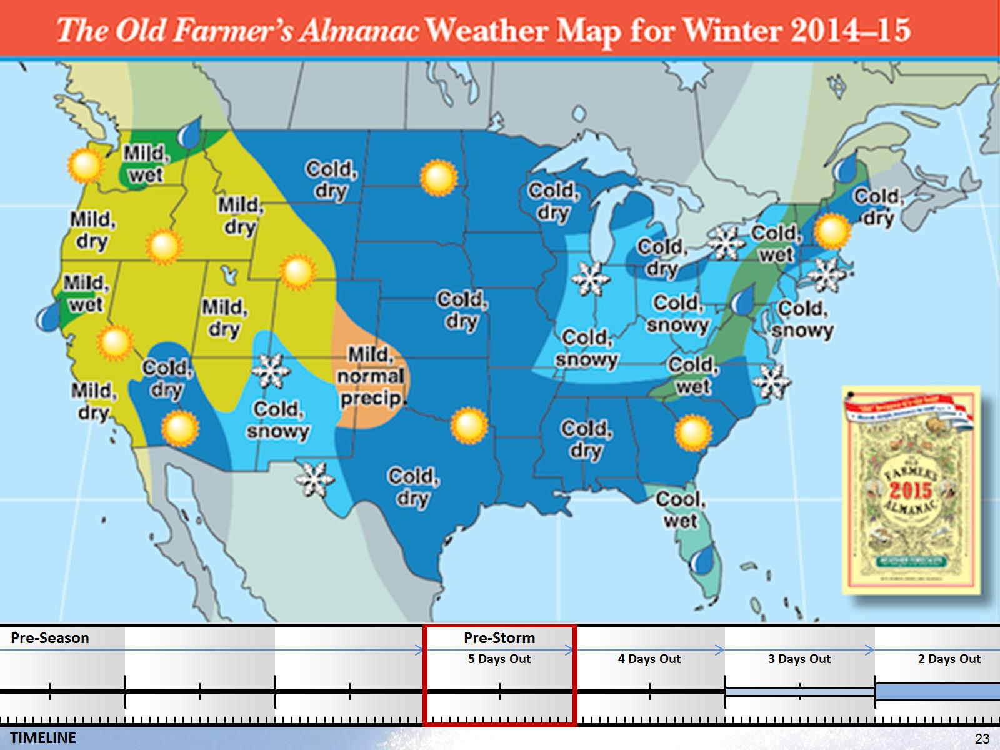 The Old Farmer's Almanac Weather Map for Winter 2014–15
Mild,
wet
Cold,
dry
Cold,
dry
Cold,
dry
Mild,
dry
Mild,
dry
Cold,
dry
Cold,
wet
Mild,
wet
Mild,
dry
Cold,
dry
Cold,
snowy
Cold,
snowy
Cold,
snowy
Mild,
normal
precip.
Cold,
dry
Cold,
wet
Mild,
dry
Cold,
snowy
Cold,
dry
Cold,
dry
Cool,
wet
FARMER'S
2015
ALMANAC
Pre-Season
Pre-Storm
5 Days Out
4 Days Out
3 Days Out
2 Days Out
TIMELINE
23